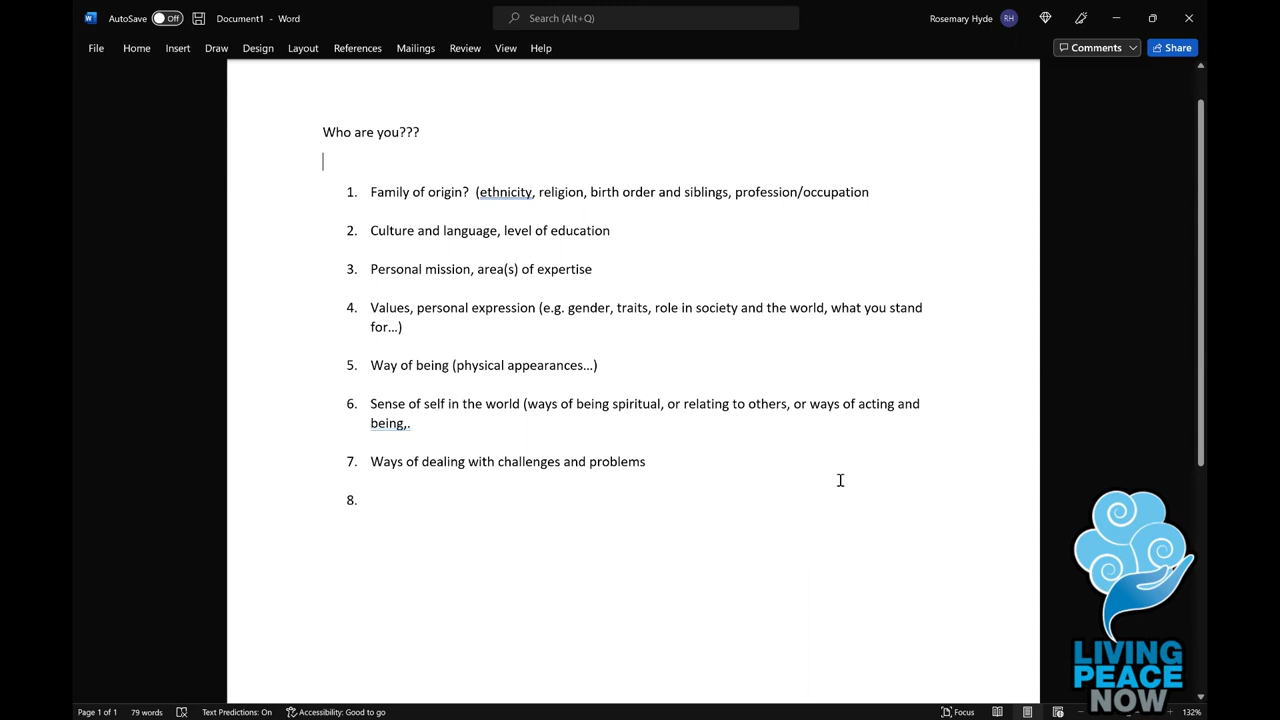 AutoSave Off Document1 - Word Search (Alt+Q) Rosemary Hyde RH
File Home Insert Draw Design Layout References Mailings Review View Help Comments Share
Who are you???
1. Family of origin? (ethnicity, religion, birth order and siblings, profession/occupation
2. Culture and language, level of education
3. Personal mission, area(s) of expertise
4. Values, personal expression (e.g. gender, traits, role in society and the world, what you stand
for...)
5. Way of being (physical appearances...)
6. Sense of self in the world (ways of being spiritual, or relating to others, or ways of acting and
being,.
7. Ways of dealing with challenges and problems
8.
LIVING
PEACE
NOW
Page 1 of 1 79 words Text Predictions: On Accessibility: Good to go Focus 132%